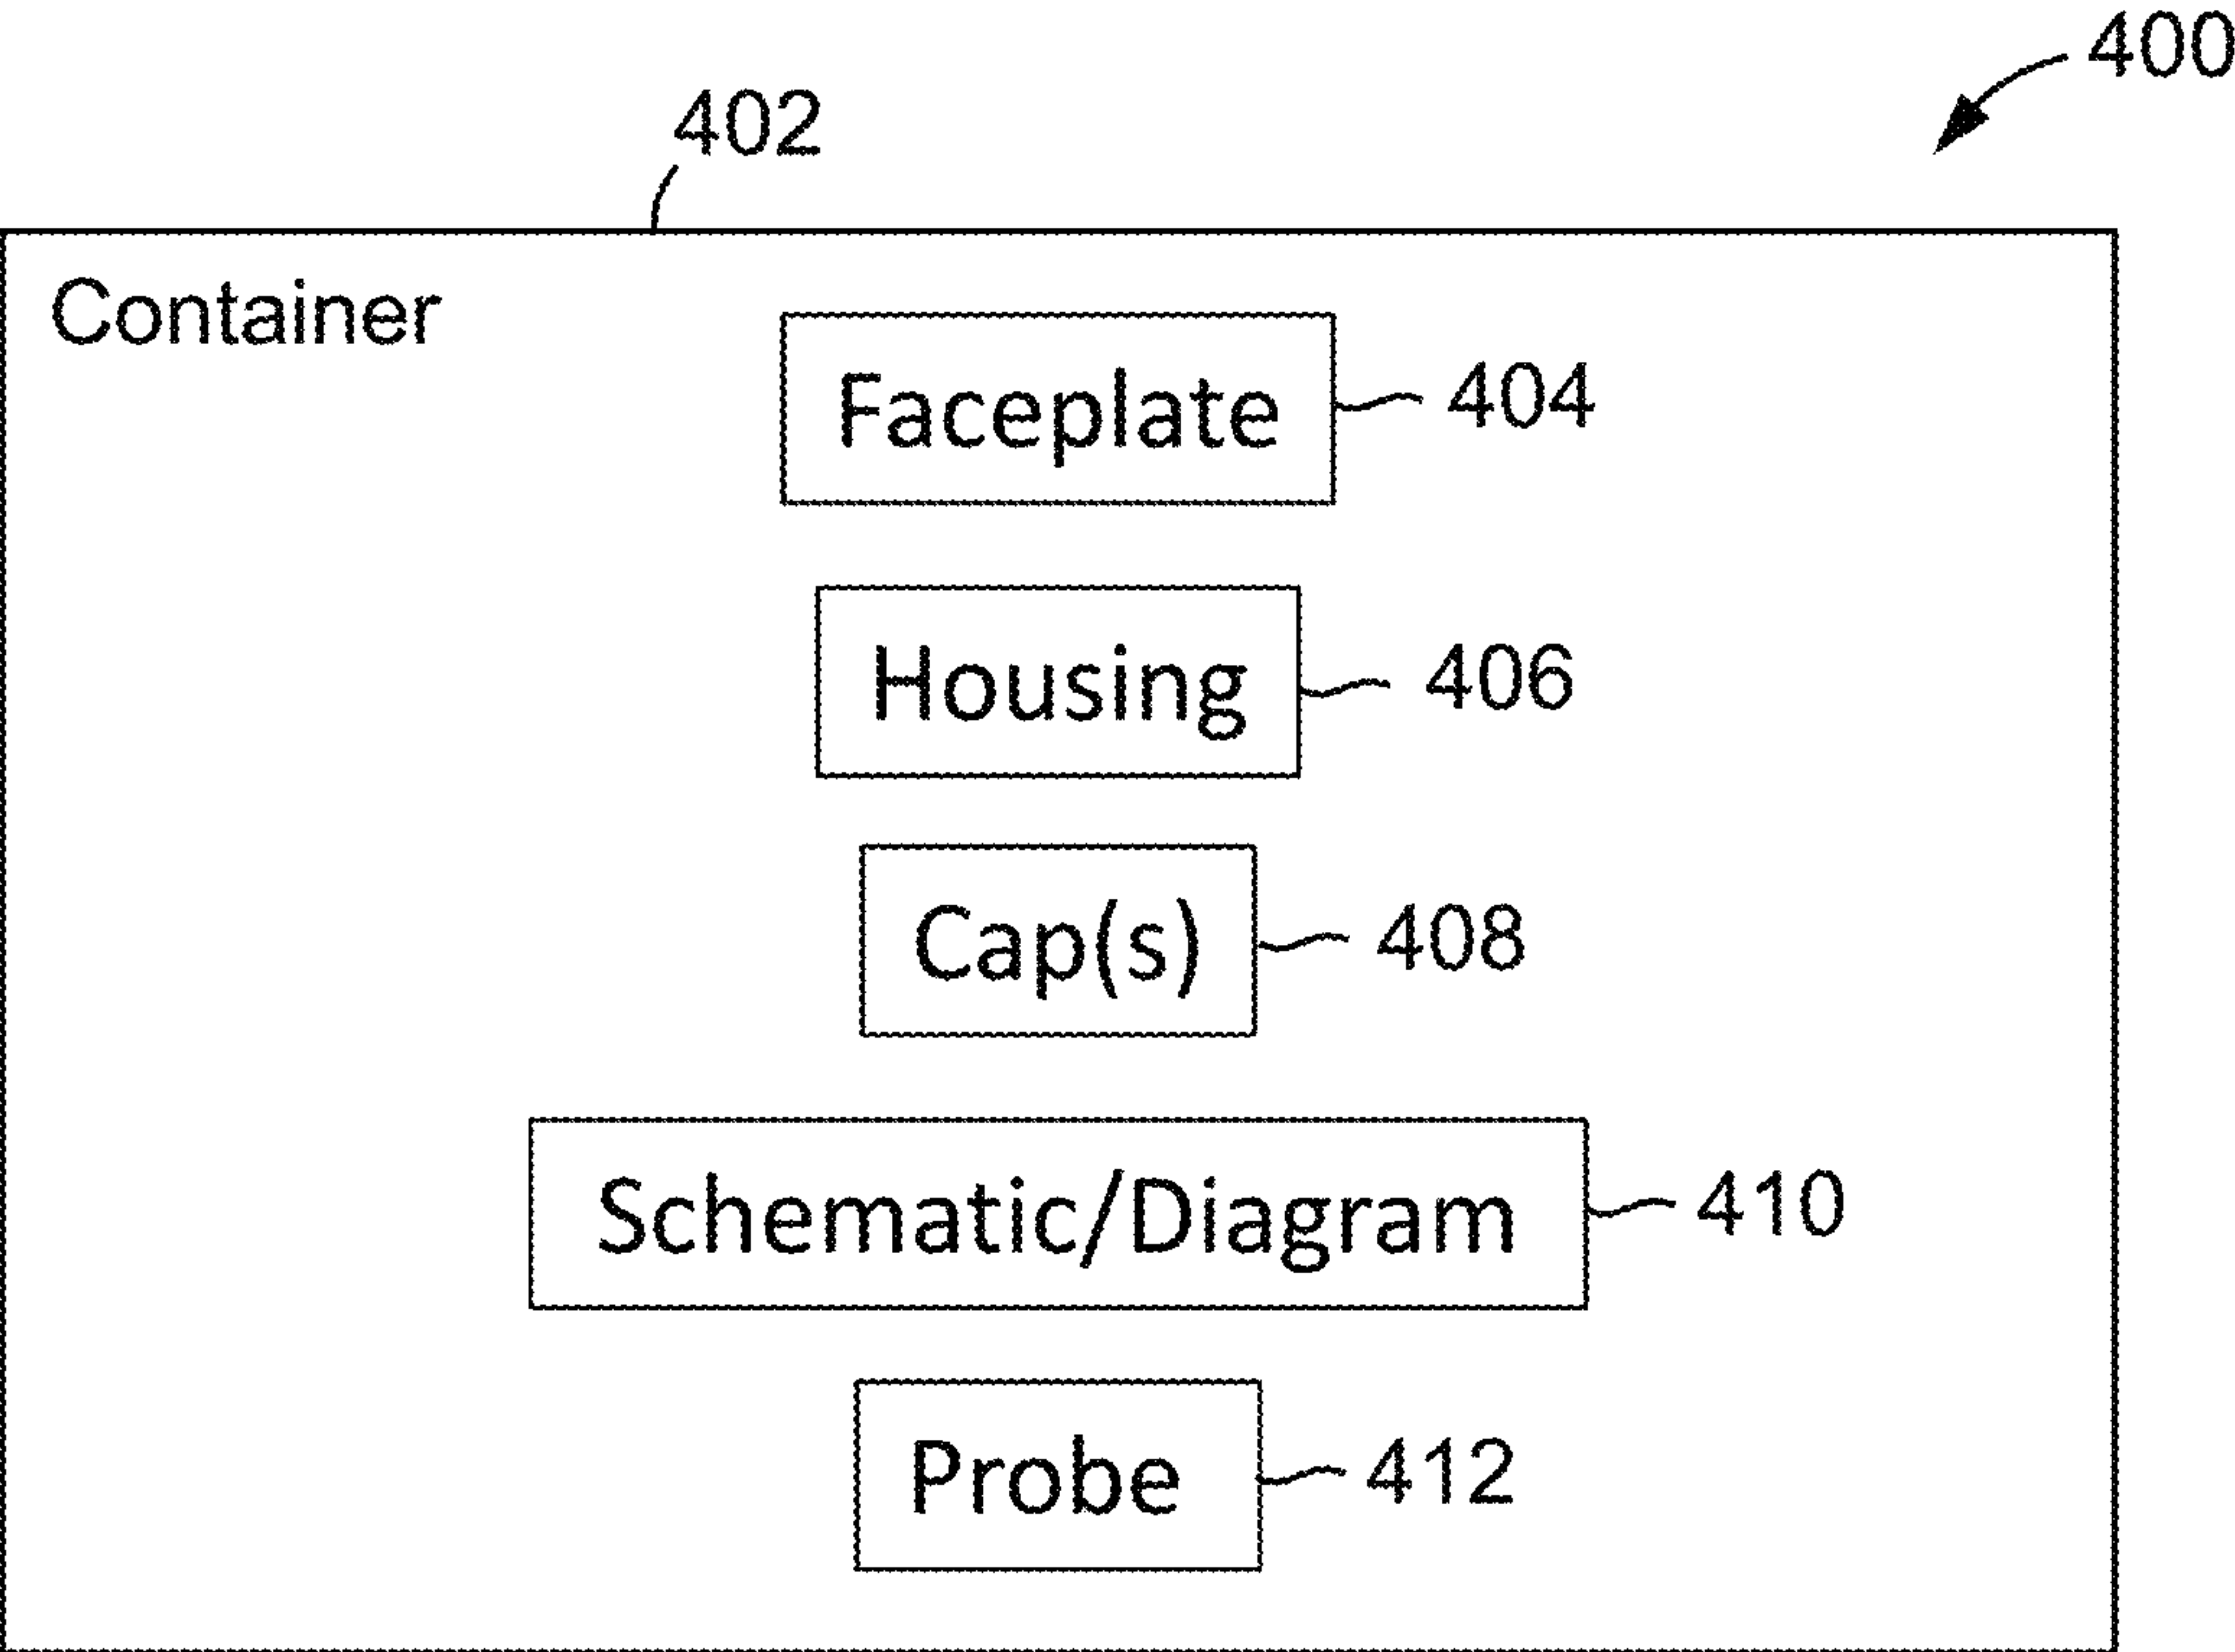 400
402
Container
Faceplate 404
Housing 406
Cap(s) 408
Schematic/Diagram 410
Probe 412